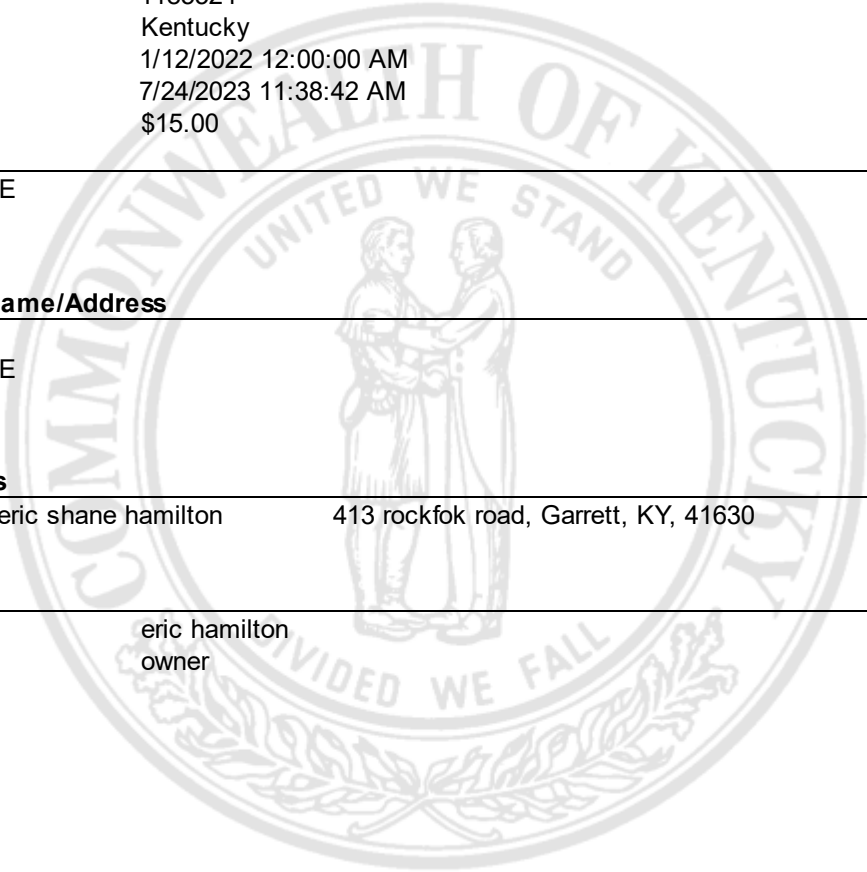 Kentucky
1/12/2022 12:00:00 AM
7/24/2023 11:38:42 AM
$15.00
E
ame/Address
E
s
eric shane hamilton 413 rockfok road, Garrett, KY, 41630
eric hamilton
owner
COMMONWEALTH OF KENTUCKY
UNITED WE STAND
DIVIDED WE FALL